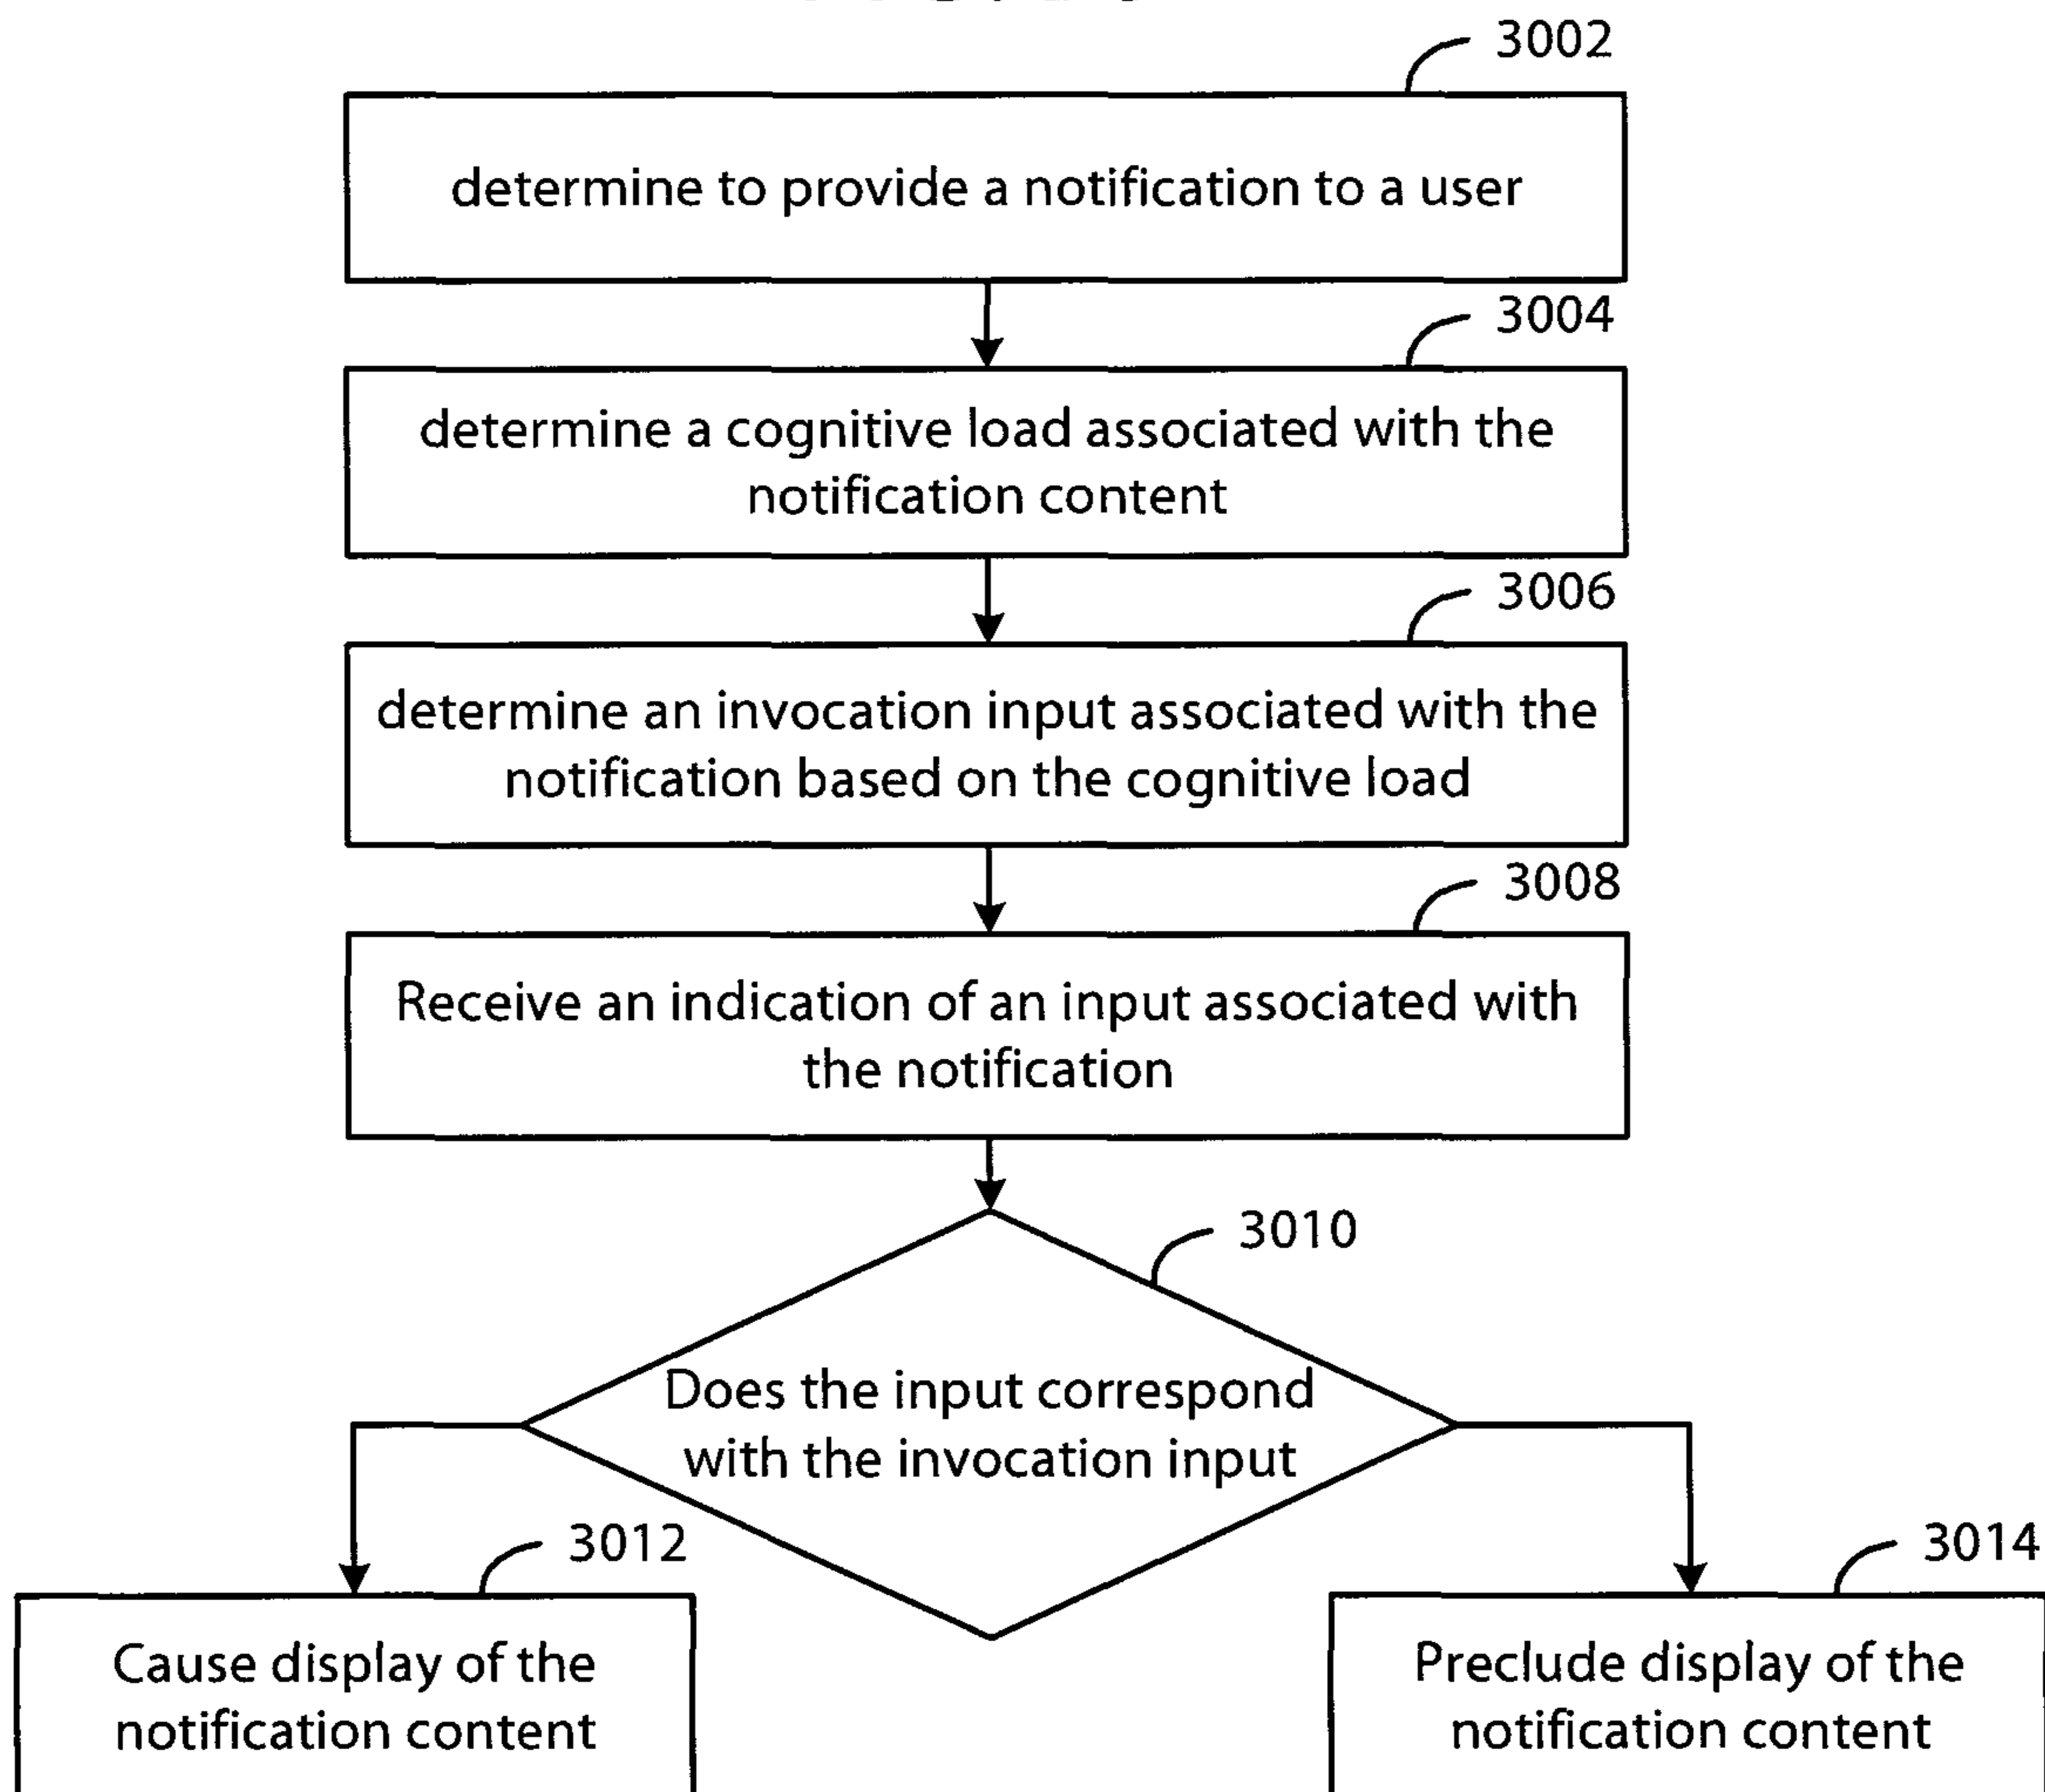 3002
determine to provide a notification to a user
3004
determine a cognitive load associated with the
notification content
3006
determine an invocation input associated with the
notification based on the cognitive load
3008
Receive an indication of an input associated with
the notification
3010
Does the input correspond
with the invocation input
3012
Cause display of the
notification content
3014
Preclude display of the
notification content